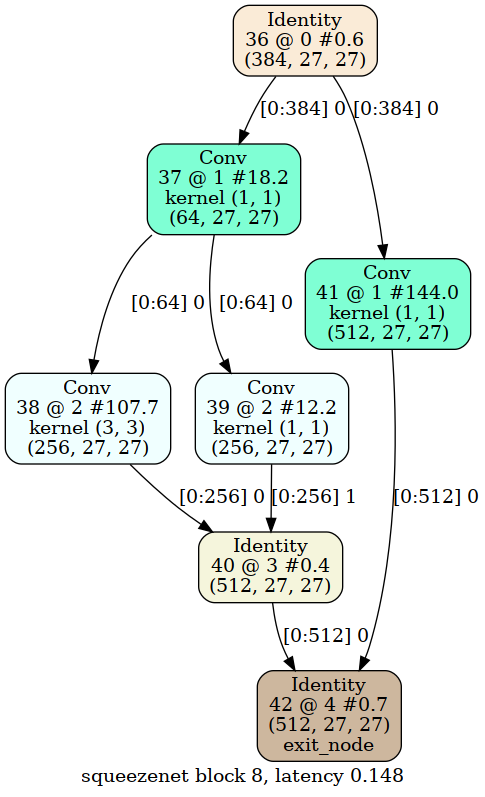 Identity
36 @ 0 #0.6
(384, 27, 27)
[0:384] 0
[0:384] 0
Conv
37 @ 1 #18.2
kernel (1, 1)
(64, 27, 27)
Conv
41 @ 1 #144.0
kernel (1, 1)
(512, 27, 27)
[0:64] 0
[0:64] 0
Conv
38 @ 2 #107.7
kernel (3, 3)
(256, 27, 27)
Conv
39 @ 2 #12.2
kernel (1, 1)
(256, 27, 27)
[0:256] 0
[0:256] 1
[0:512] 0
Identity
40 @ 3 #0.4
(512, 27, 27)
[0:512] 0
Identity
42 @ 4 #0.7
(512, 27, 27)
exit_node
squeezenet block 8, latency 0.148